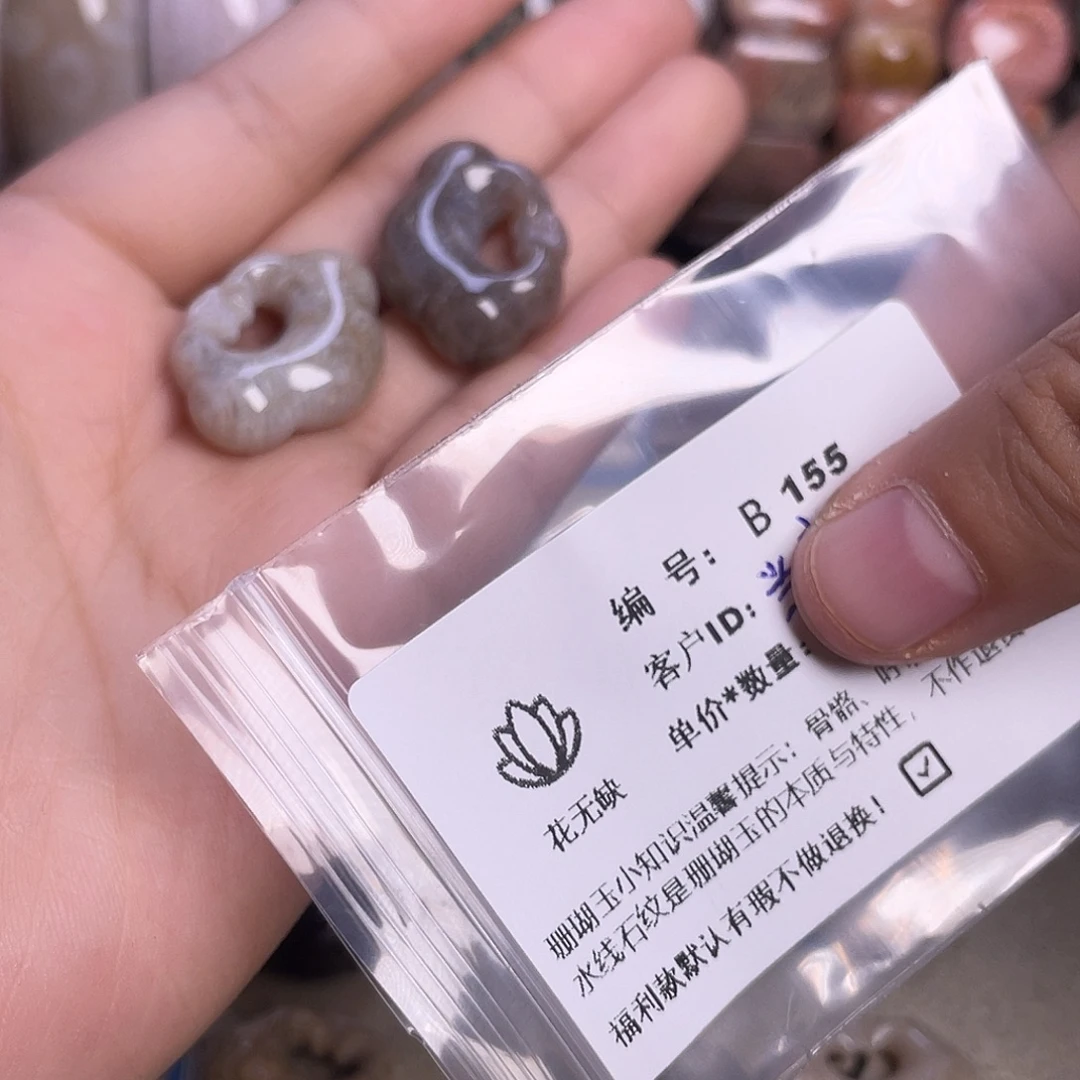 编 号: B 155
客户ID:
单价*数量:
花无缺
珊瑚玉小知识温馨提示:骨骼、
水线石纹是珊瑚玉的本质与特性,不作退
福利款默认有瑕不做退换!